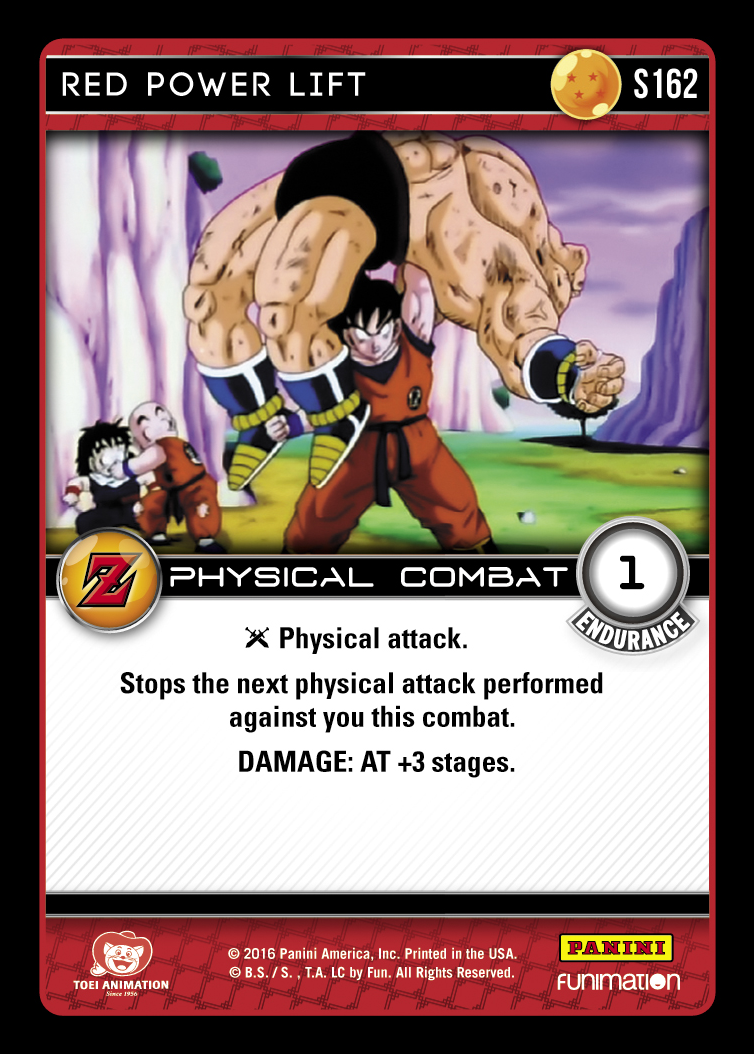 RED POWER LIFT
S162
Z
PHYSICAL COMBAT
1
ENDURANCE
Physical attack.
Stops the next physical attack performed
against you this combat.
DAMAGE: AT +3 stages.
TOEI ANIMATION
Since 1956
© 2016 Panini America, Inc. Printed in the USA.
© B.S. / S. , T.A. LC by Fun. All Rights Reserved.
PANINI
FUNIMATION